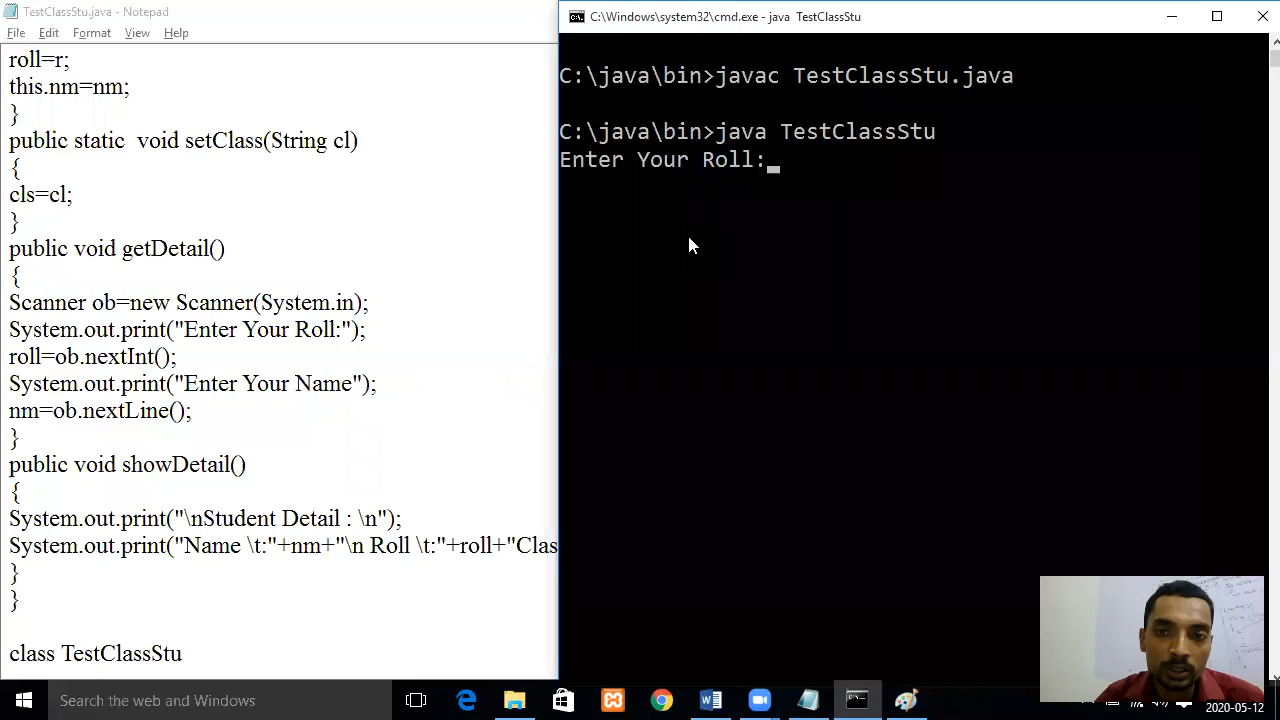 TestClassStu.java - Notepad
File Edit Format View Help
roll=r;
this.nm=nm;
}
public static  void setClass(String cl)
{
cls=cl;
}
public void getDetail()
{
Scanner ob=new Scanner(System.in);
System.out.print("Enter Your Roll:");
roll=ob.nextInt();
System.out.print("Enter Your Name");
nm=ob.nextLine();
}
public void showDetail()
{
System.out.print("\nStudent Detail : \n");
System.out.print("Name \t:"+nm+"\n Roll \t:"+roll+"Clas
}
}
class TestClassStu
C:\Windows\system32\cmd.exe - java  TestClassStu
C:\java\bin>javac TestClassStu.java
C:\java\bin>java TestClassStu
Enter Your Roll:
Search the web and Windows
2020-05-12